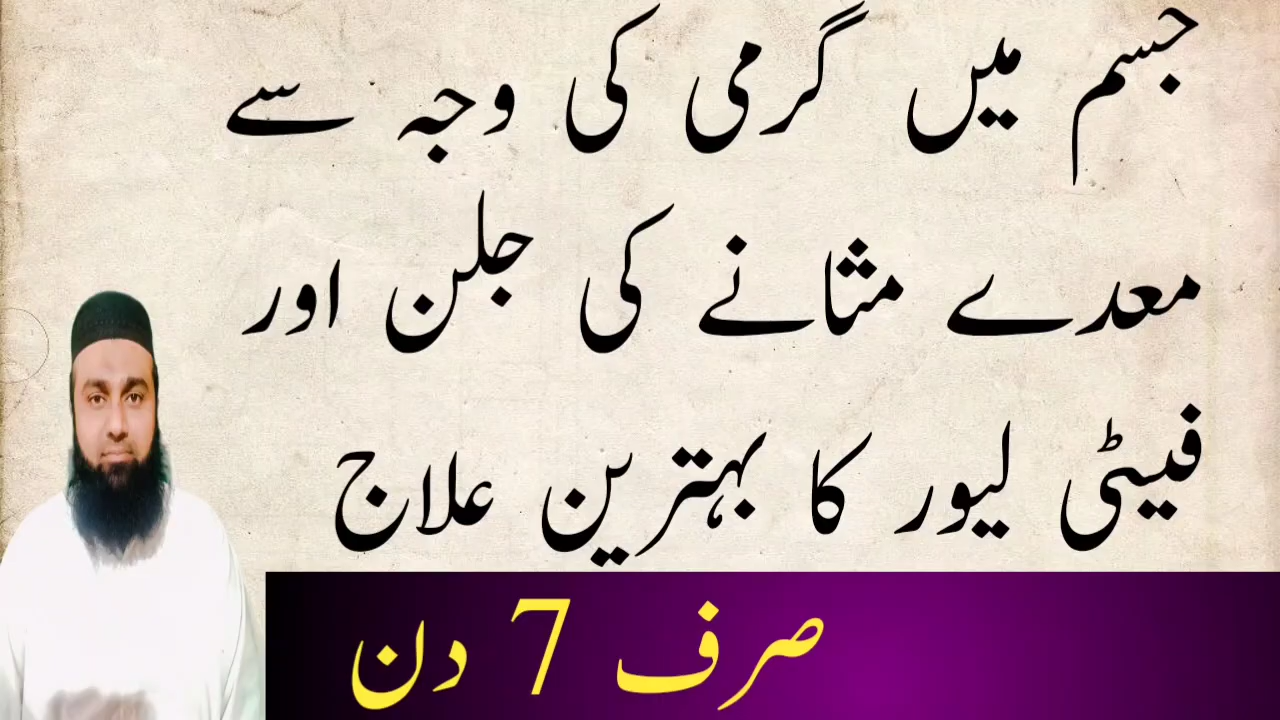 جسم میں گرمی کی وجہ سے
معدے مثانے کی جلن اور
فیٹی لیور کا بہترین علاج
صرف 7 دن